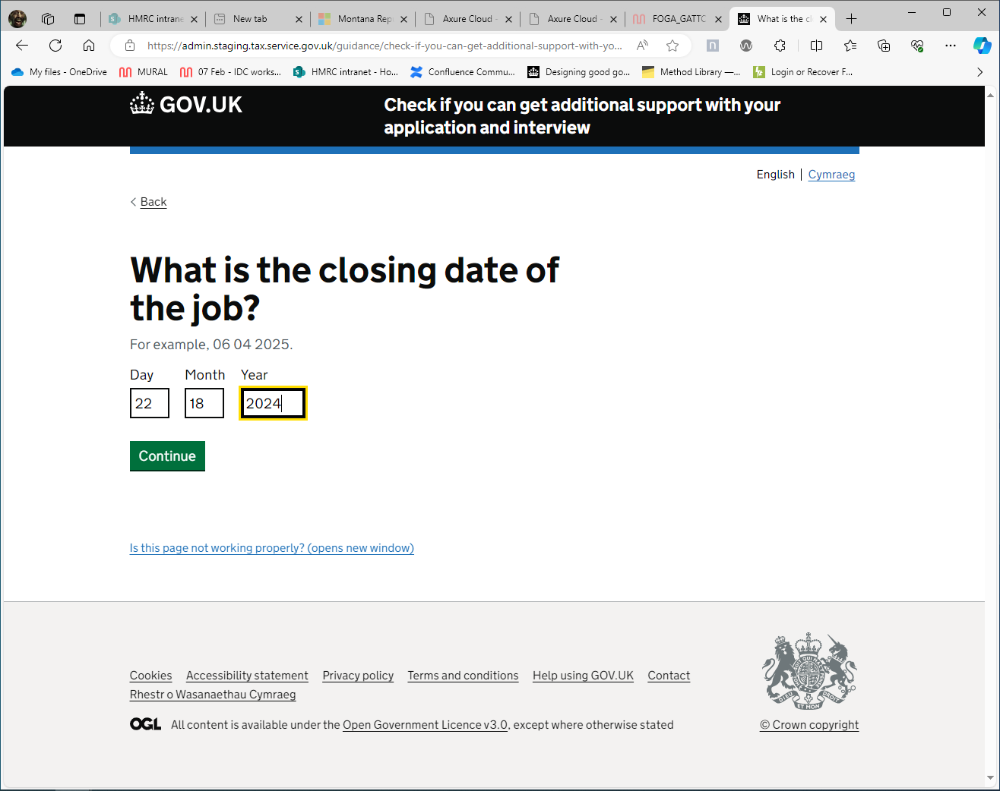 HMRC intrane
New tab
Montana Rep
Axure Cloud -
Axure Cloud -
FOGA_GATTC
What is the cl
https://admin.staging.tax.service.gov.uk/guidance/check-if-you-can-get-additional-support-with-yo...
My files - OneDrive
MURAL
07 Feb - IDC works...
HMRC intranet - Ho...
Confluence Commu...
Designing good go...
Method Library —...
Login or Recover F...
GOV.UK
Check if you can get additional support with your
application and interview
English | Cymraeg
Back
What is the closing date of
the job?
For example, 06 04 2025.
Day Month Year
22 18 2024
Continue
Is this page not working properly? (opens new window)
Cookies Accessibility statement Privacy policy Terms and conditions Help using GOV.UK Contact
Rhestr o Wasanaethau Cymraeg
OGL All content is available under the Open Government Licence v3.0, except where otherwise stated
© Crown copyright